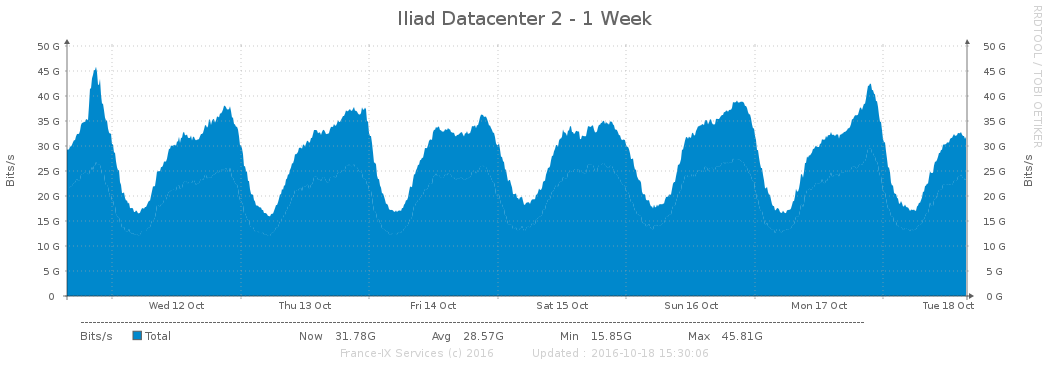 Iliad Datacenter 2 - 1 Week
RRDTOOL / TOBI OETIKER
50 G 50 G
45 G 45 G
40 G 40 G
35 G 35 G
30 G 30 G
25 G 25 G
20 G 20 G
15 G 15 G
10 G 10 G
5 G 5 G
0 0 G
Bits/s Bits/s
Wed 12 Oct Thu 13 Oct Fri 14 Oct Sat 15 Oct Sun 16 Oct Mon 17 Oct Tue 18 Oct
Bits/s Total Now 31.78G Avg 28.57G Min 15.85G Max 45.81G
France-IX Services (c) 2016 Updated : 2016-10-18 15:30:06